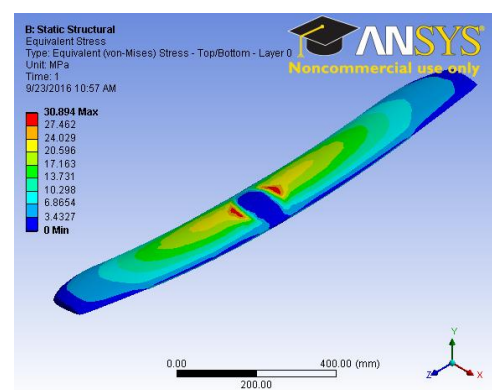 B: Static Structural
Equivalent Stress
Type: Equivalent (von-Mises) Stress - Top/Bottom - Layer 0
Unit: MPa
Time: 1
9/23/2016 10:57 AM
ANSYS
Noncommercial use only
30.894 Max
27.462
24.029
20.596
17.163
13.731
10.298
6.8654
3.4327
0 Min
0.00
400.00 (mm)
200.00
Y
Z
X